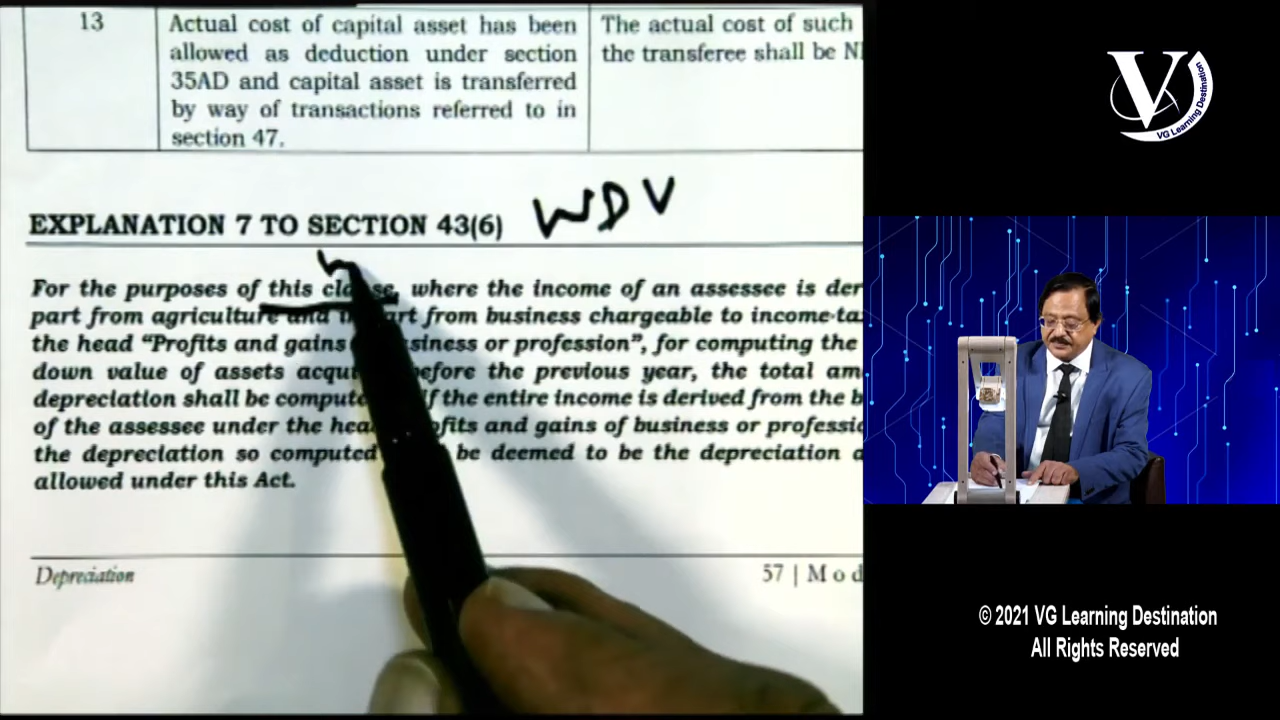 13
Actual cost of capital asset has been
allowed as deduction under section
35AD and capital asset is transferred
by way of transactions referred to in
section 47.
The actual cost of such
the transferee shall be
EXPLANATION 7 TO SECTION 43(6)
WDV
For the purposes of this where the income of an assessee is
part from agriculture and from business chargeable to
the head “Profits and gains business or profession”, for computing the
down value of assets before the previous year, the total
depreciation shall be if the entire income is derived from the
of the assessee under the gains of business or
the depreciation so computed be deemed to be the depreciation
allowed under this Act.
Depreciation
57 | Mod
V
VG Learning Destination
© 2021 VG Learning Destination
All Rights Reserved